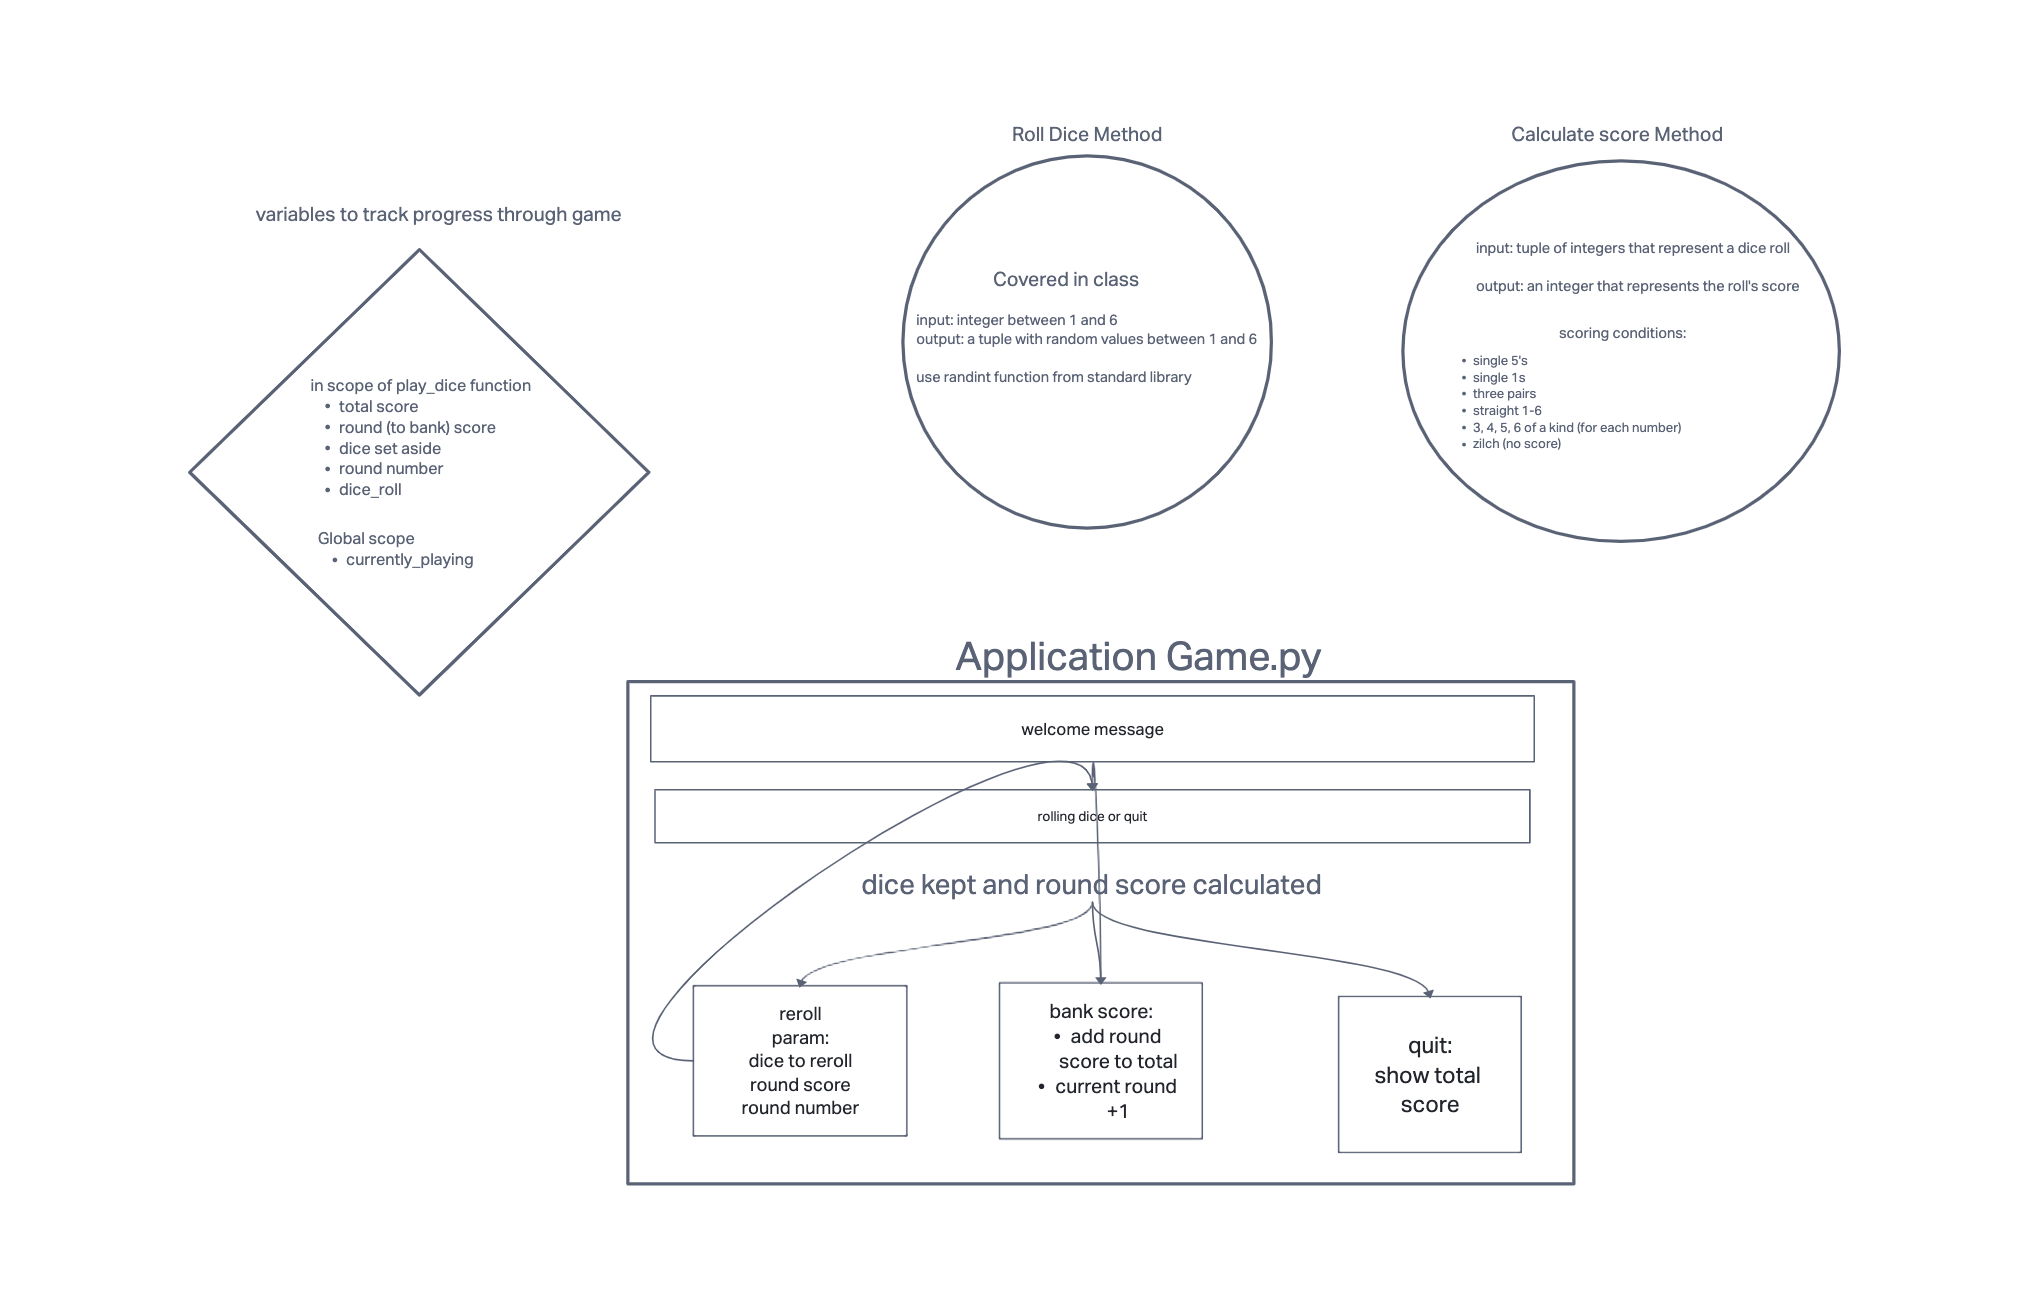 variables to track progress through game
in scope of play_dice function
• total score
• round (to bank) score
• dice set aside
• round number
• dice_roll
Global scope
• currently_playing
Roll Dice Method
Covered in class
input: integer between 1 and 6
output: a tuple with random values between 1 and 6
use randint function from standard library
Calculate score Method
input: tuple of integers that represent a dice roll
output: an integer that represents the roll's score
scoring conditions:
• single 5's
• single 1s
• three pairs
• straight 1-6
• 3, 4, 5, 6 of a kind (for each number)
• zilch (no score)
Application Game.py
welcome message
rolling dice or quit
dice kept and round score calculated
reroll
param:
dice to reroll
round score
round number
bank score:
• add round
score to total
• current round
+1
quit:
show total
score